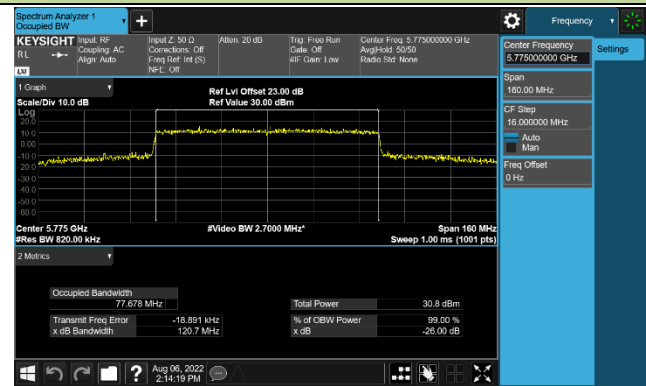 Spectrum Analyzer 1
Occupied BW
Frequency
KEYSIGHT
Input: RF
Input Z: 50 Ω
Atten: 20 dB
Trig: Free Run
Center Freq: 5.775000000 GHz
RL
Coupling: AC
Corrections: Off
Gate: Off
Avg|Hold: 50/50
Align: Auto
Freq Ref: Int (S)
#IF Gain: Low
Radio Std: None
LXI
NFE: Off
Center Frequency
5.775000000 GHz
Settings
Span
160.00 MHz
CF Step
16.000000 MHz
Auto
Man
Freq Offset
0 Hz
1 Graph
Ref Lvl Offset 23.00 dB
Scale/Div 10.0 dB
Ref Value 30.00 dBm
Log
20.0
10.0
0.00
-10.0
-20.0
-30.0
-40.0
-50.0
-60.0
Center 5.775 GHz
#Video BW 2.7000 MHz*
Span 160 MHz
#Res BW 820.00 kHz
Sweep 1.00 ms (1001 pts)
2 Metrics
Occupied Bandwidth
77.678 MHz
Total Power
30.8 dBm
Transmit Freq Error
-18.891 kHz
% of OBW Power
99.00 %
x dB Bandwidth
120.7 MHz
x dB
-26.00 dB
?
Aug 06, 2022
2:14:19 PM